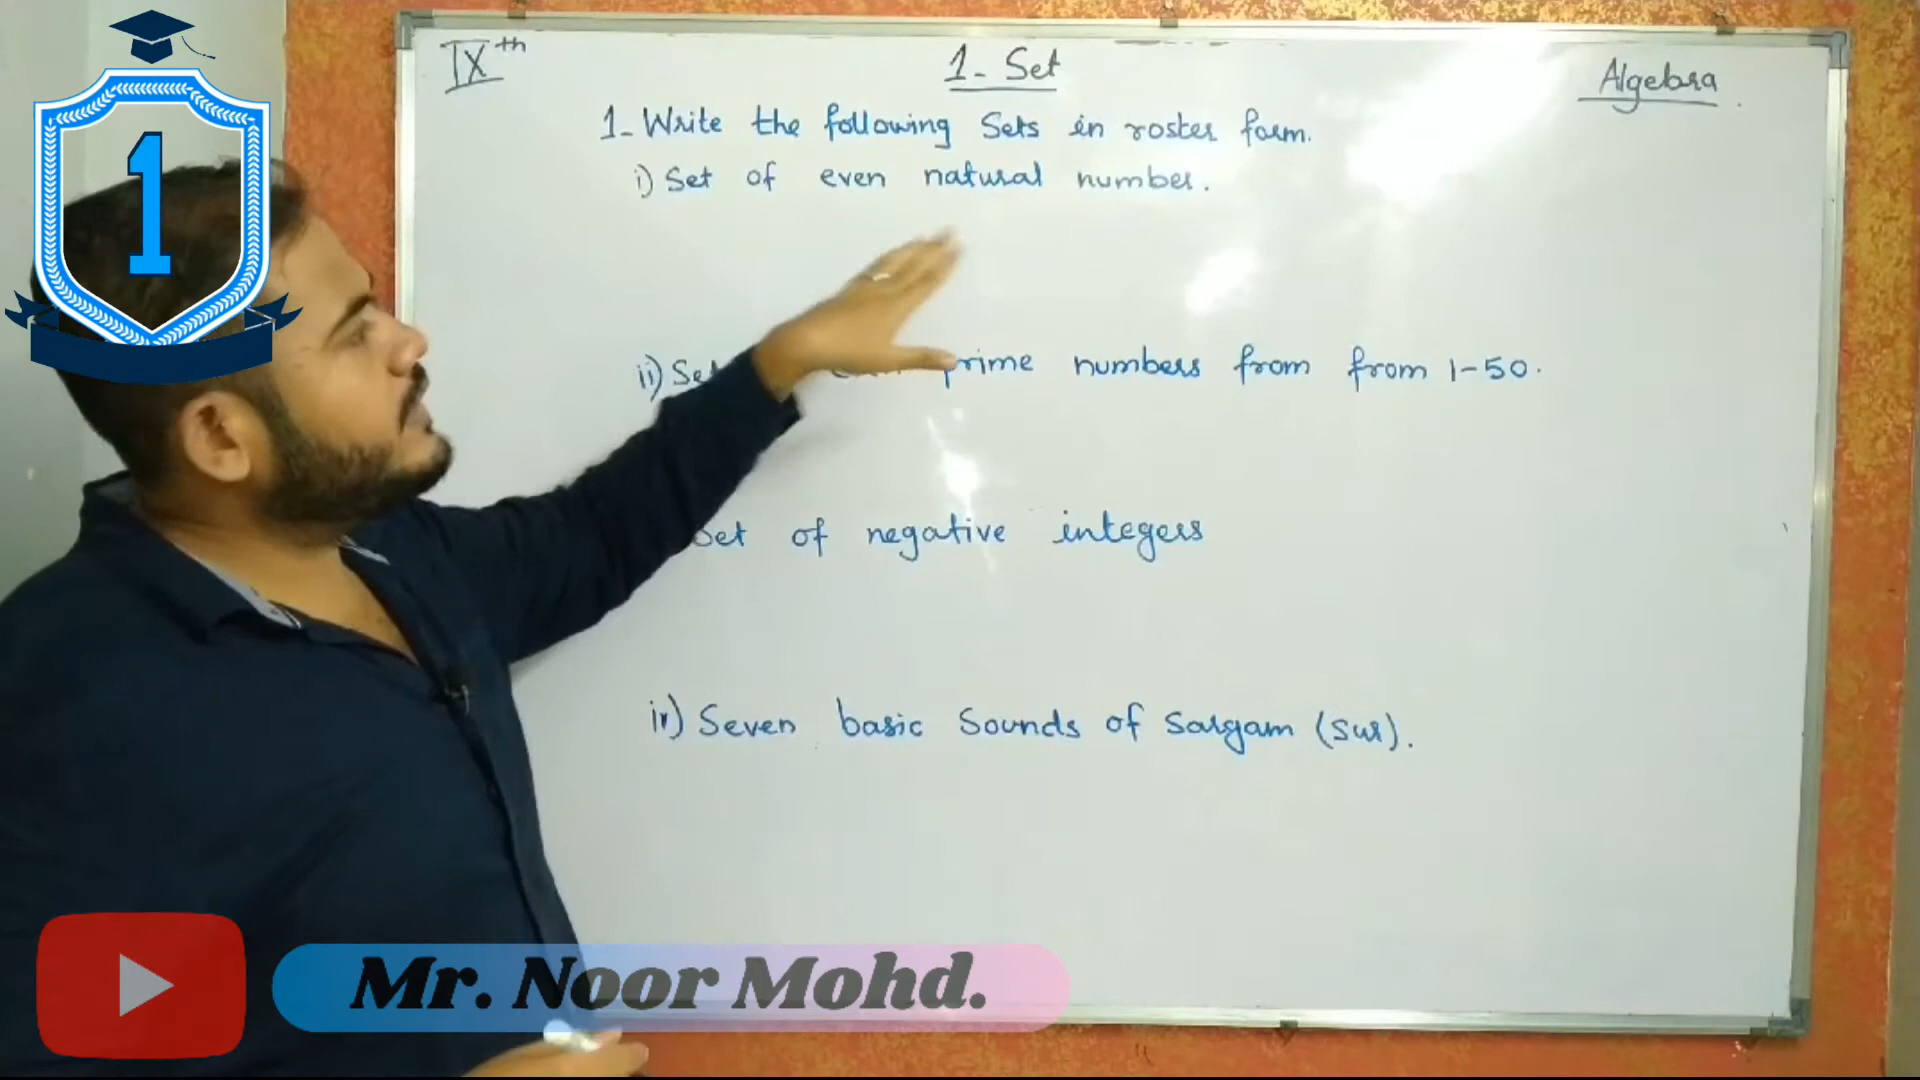 1
IXth
1- Set
Algebra
1- Write the following Sets in roster form.
i) Set of even natural number.
ii) Set prime numbers from from 1-50.
Set of negative integers
iv) Seven basic Sounds of Sargam (Sur).
Mr. Noor Mohd.